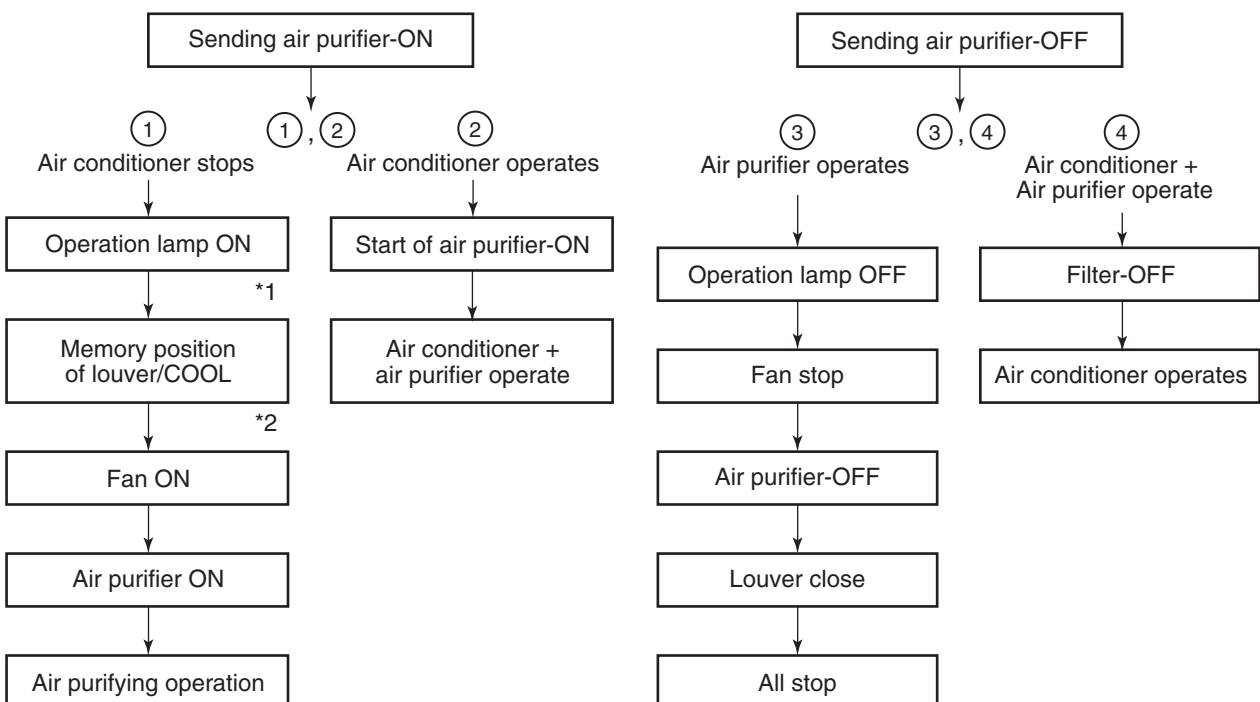 Sending air purifier-ON
1 , 2
1
Air conditioner stops
Operation lamp ON
*1
Memory position
of louver/COOL
*2
Fan ON
Air purifier ON
Air purifying operation
2
Air conditioner operates
Start of air purifier-ON
Air conditioner +
air purifier operate
Sending air purifier-OFF
3 , 4
3
Air purifier operates
Operation lamp OFF
Fan stop
Air purifier-OFF
Louver close
All stop
4
Air conditioner +
Air purifier operate
Filter-OFF
Air conditioner operates